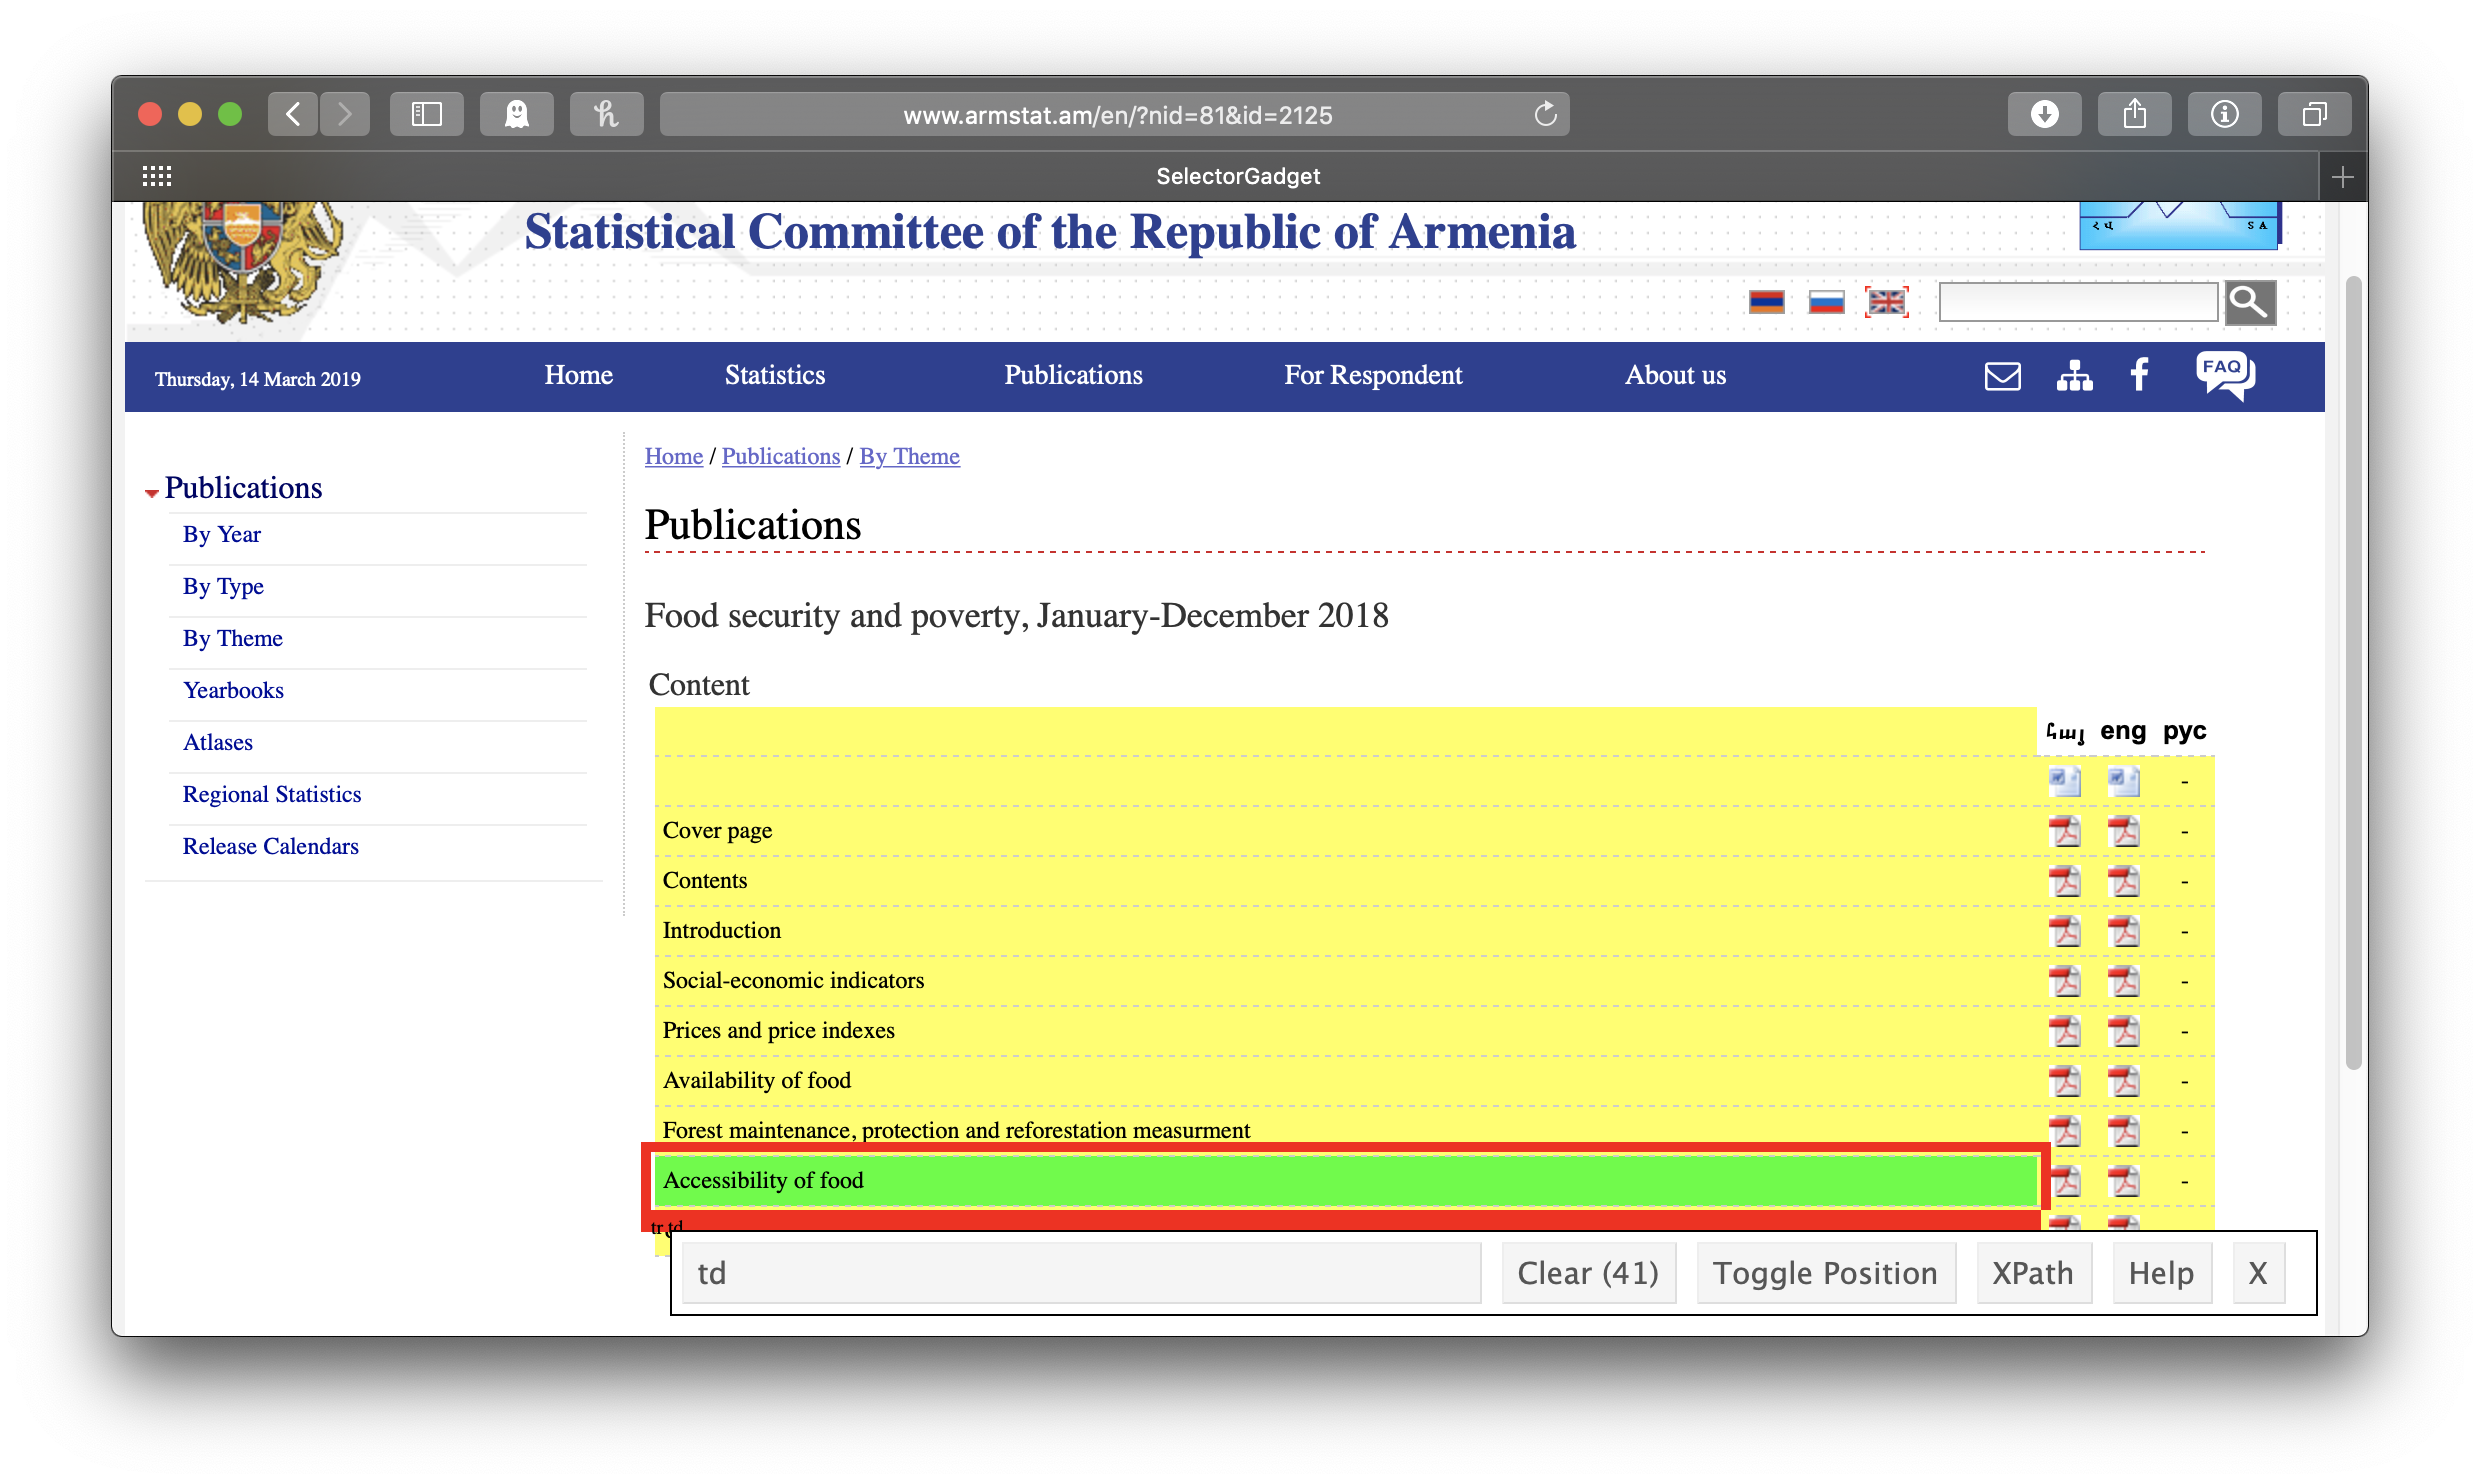 www.armstat.am/en/?nid=81&id=2125
SelectorGadget
Statistical Committee of the Republic of Armenia
Հ Վ S A
Thursday, 14 March 2019 Home Statistics Publications For Respondent About us FAQ
Home / Publications / By Theme
Publications
By Year
By Type
By Theme
Yearbooks
Atlases
Regional Statistics
Release Calendars
Publications
Food security and poverty, January-December 2018
Content
հայ eng рус
-
Cover page -
Contents -
Introduction -
Social-economic indicators -
Prices and price indexes -
Availability of food -
Forest maintenance, protection and reforestation measurment -
Accessibility of food -
tr td
td Clear (41) Toggle Position XPath Help X